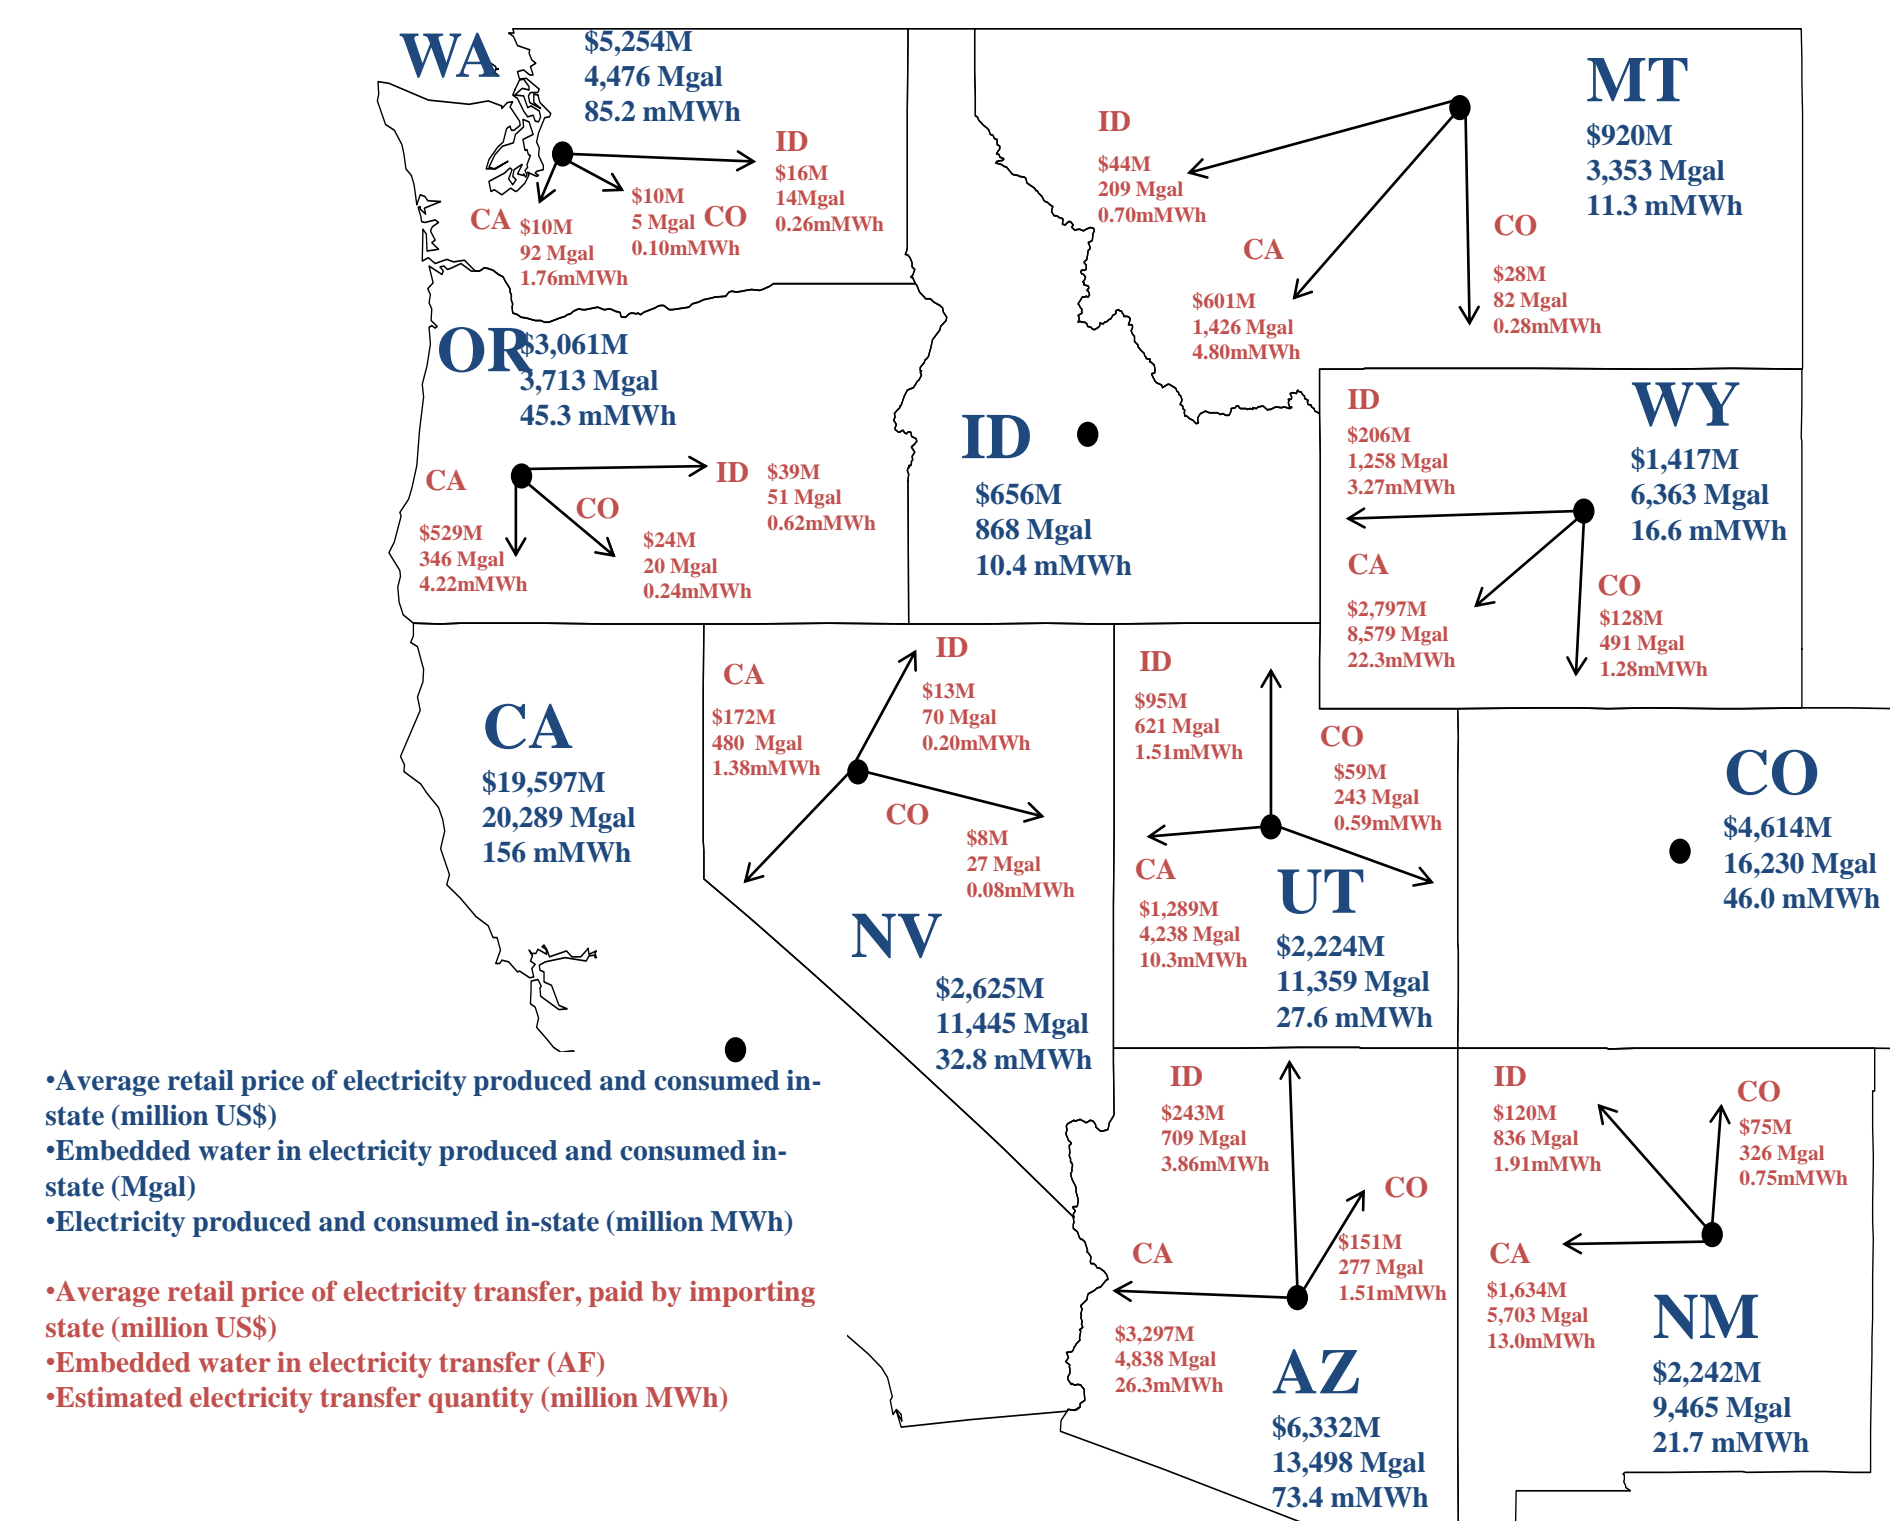 WA
$5,254M
4,476 Mgal
85.2 mMWh
ID
$16M
14Mgal
0.26mMWh
$10M
5 Mgal CO
0.10mMWh
CA
$10M
92 Mgal
1.76mMWh
MT
$920M
3,353 Mgal
11.3 mMWh
ID
$44M
209 Mgal
0.70mMWh
CA
$601M
1,426 Mgal
4.80mMWh
CO
$28M
82 Mgal
0.28mMWh
OR
$3,061M
3,713 Mgal
45.3 mMWh
CA
$529M
346 Mgal
4.22mMWh
CO
$24M
20 Mgal
0.24mMWh
ID
$39M
51 Mgal
0.62mMWh
ID
$656M
868 Mgal
10.4 mMWh
WY
$1,417M
6,363 Mgal
16.6 mMWh
ID
$206M
1,258 Mgal
3.27mMWh
CA
$2,797M
8,579 Mgal
22.3mMWh
CO
$128M
491 Mgal
1.28mMWh
CA
$19,597M
20,289 Mgal
156 mMWh
CA
$172M
480 Mgal
1.38mMWh
ID
$13M
70 Mgal
0.20mMWh
CO
$8M
27 Mgal
0.08mMWh
NV
$2,625M
11,445 Mgal
32.8 mMWh
ID
$95M
621 Mgal
1.51mMWh
CO
$59M
243 Mgal
0.59mMWh
CA
$1,289M
4,238 Mgal
10.3mMWh
UT
$2,224M
11,359 Mgal
27.6 mMWh
CO
$4,614M
16,230 Mgal
46.0 mMWh
ID
$243M
709 Mgal
3.86mMWh
CO
$151M
277 Mgal
1.51mMWh
CA
$3,297M
4,838 Mgal
26.3mMWh
AZ
$6,332M
13,498 Mgal
73.4 mMWh
ID
$120M
836 Mgal
1.91mMWh
CO
$75M
326 Mgal
0.75mMWh
CA
$1,634M
5,703 Mgal
13.0mMWh
NM
$2,242M
9,465 Mgal
21.7 mMWh
•Average retail price of electricity produced and consumed in-
state (million US$)
•Embedded water in electricity produced and consumed in-
state (Mgal)
•Electricity produced and consumed in-state (million MWh)
•Average retail price of electricity transfer, paid by importing
state (million US$)
•Embedded water in electricity transfer (AF)
•Estimated electricity transfer quantity (million MWh)